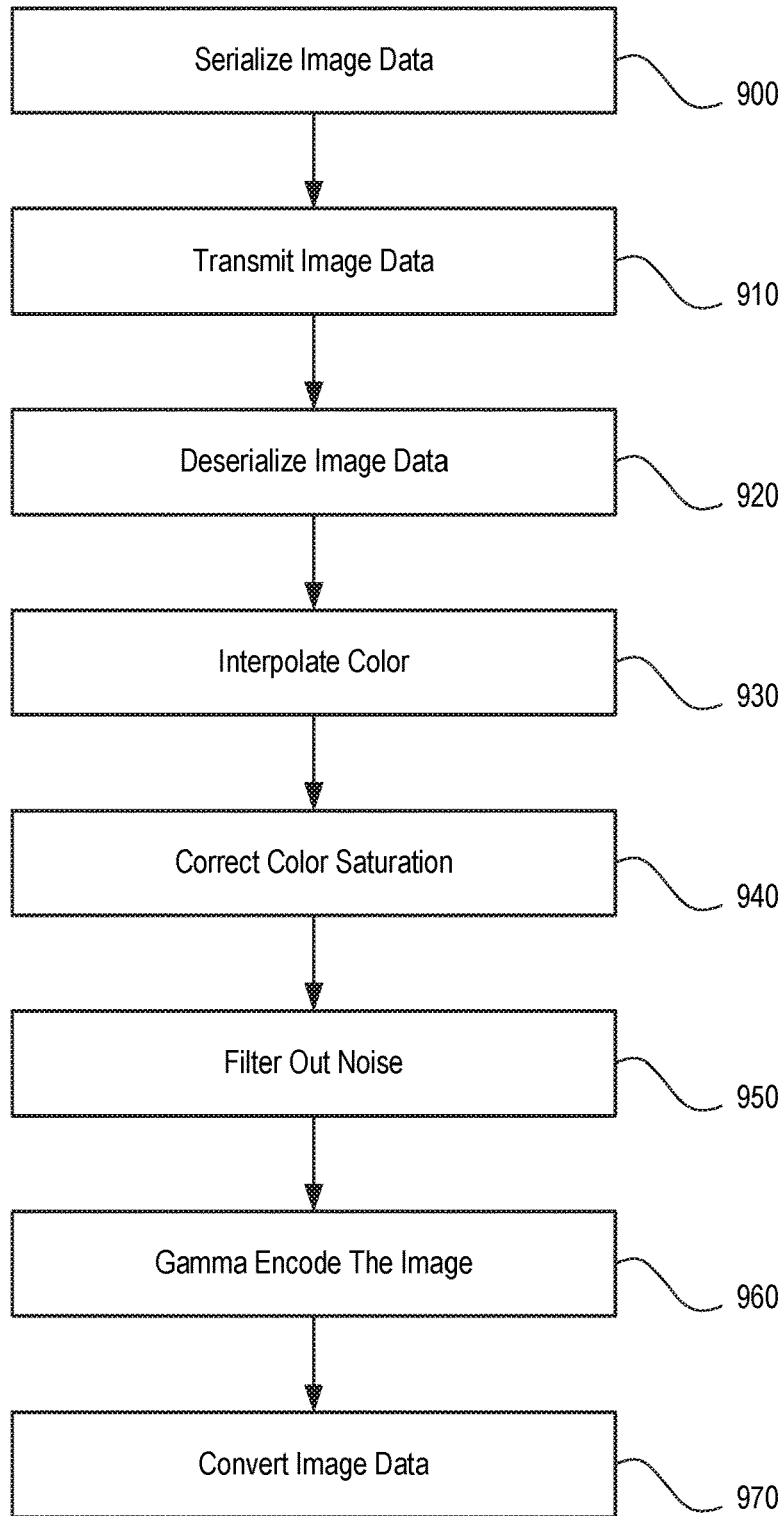 Serialize Image Data
900
Transmit Image Data
910
Deserialize Image Data
920
Interpolate Color
930
Correct Color Saturation
940
Filter Out Noise
950
Gamma Encode The Image
960
Convert Image Data
970